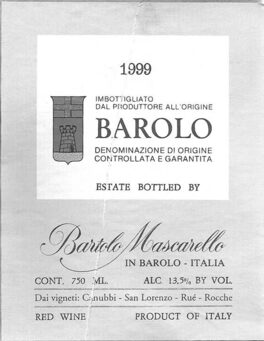 1999
IMBOTTIGLIATO
DAL PRODUTTORE ALL'ORIGINE
BAROLO
DENOMINAZIONE DI ORIGINE
CONTROLLATA E GARANTITA
ESTATE BOTTLED BY
Bartolo Mascarello
IN BAROLO - ITALIA
CONT. 750 ML. ALC. 13,5% BY VOL.
Dai vigneti: Cannubbi - San Lorenzo - Rué - Rocche
RED WINE PRODUCT OF ITALY